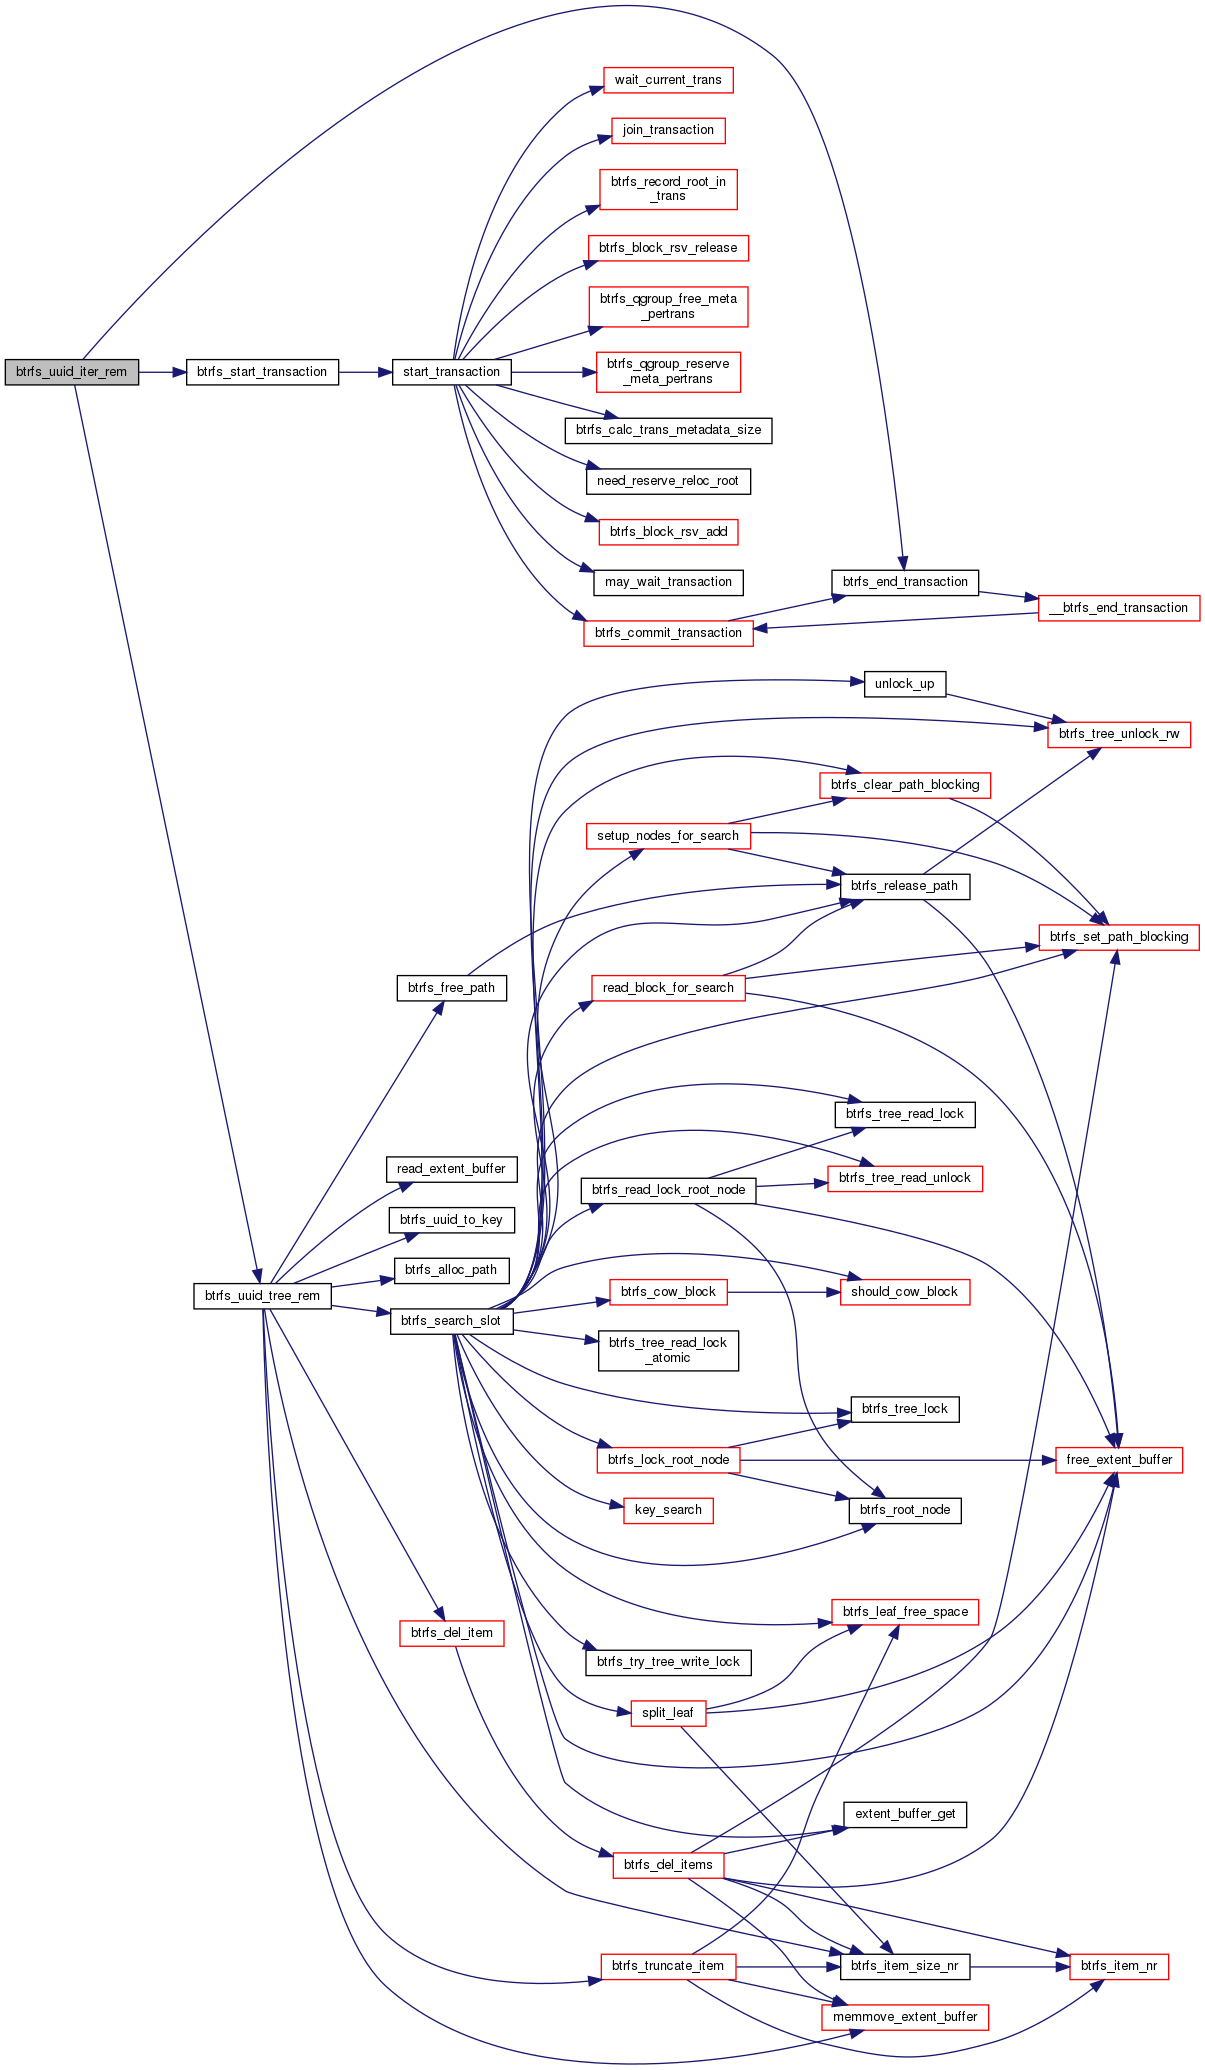 wait_current_trans
join_transaction
btrfs_record_root_in
_trans
btrfs_block_rsv_release
btrfs_qgroup_free_meta
_pertrans
btrfs_uuid_iter_rem
btrfs_start_transaction
start_transaction
btrfs_qgroup_reserve
_meta_pertrans
btrfs_calc_trans_metadata_size
need_reserve_reloc_root
btrfs_block_rsv_add
may_wait_transaction
btrfs_end_transaction
__btrfs_end_transaction
btrfs_commit_transaction
unlock_up
btrfs_tree_unlock_rw
btrfs_clear_path_blocking
setup_nodes_for_search
btrfs_release_path
btrfs_set_path_blocking
btrfs_free_path
read_block_for_search
btrfs_tree_read_lock
read_extent_buffer
btrfs_tree_read_unlock
btrfs_read_lock_root_node
btrfs_uuid_to_key
btrfs_alloc_path
btrfs_uuid_tree_rem
btrfs_cow_block
should_cow_block
btrfs_search_slot
btrfs_tree_read_lock
_atomic
btrfs_tree_lock
btrfs_lock_root_node
free_extent_buffer
key_search
btrfs_root_node
btrfs_leaf_free_space
btrfs_del_item
btrfs_try_tree_write_lock
split_leaf
extent_buffer_get
btrfs_del_items
btrfs_truncate_item
btrfs_item_size_nr
btrfs_item_nr
memmove_extent_buffer